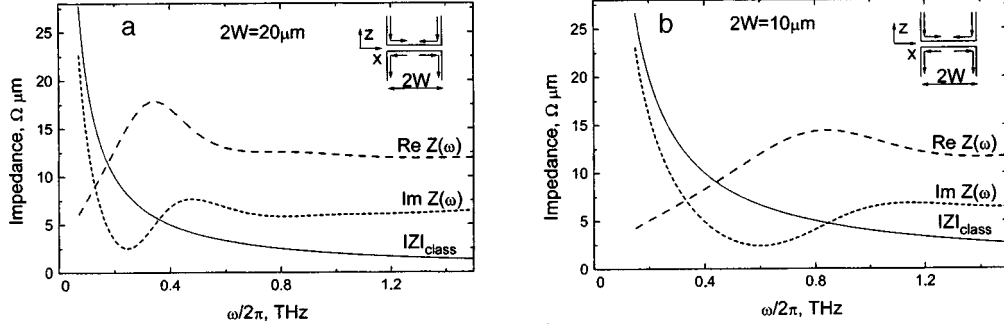 a
2W=20μm
z
x
2W
Impedance, Ω μm
25
20
15
10
5
0
Re Z(ω)
Im Z(ω)
|Z|class
0
0.4
0.8
1.2
ω/2π, THz
b
2W=10μm
z
x
2W
Impedance, Ω μm
25
20
15
10
5
0
Re Z(ω)
Im Z(ω)
|Z|class
0
0.4
0.8
1.2
ω/2π, THz